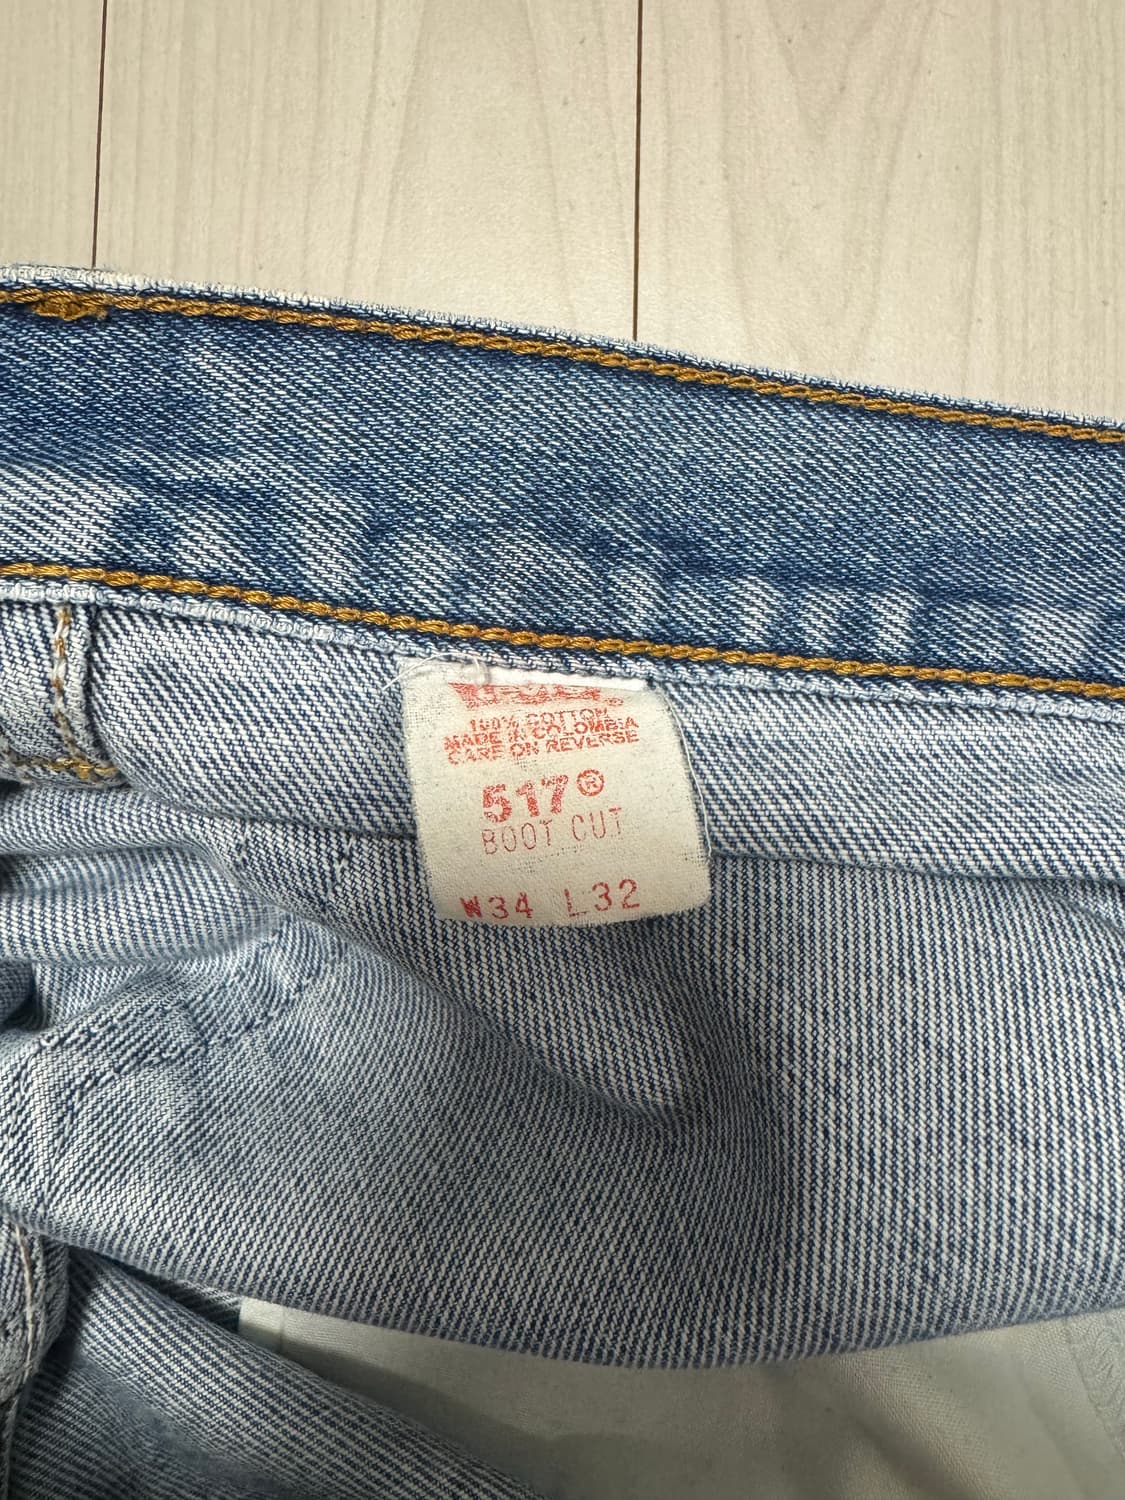 100% COTTON
MADE IN COLOMBIA
CARE ON REVERSE
517®
BOOT CUT
W34 L32